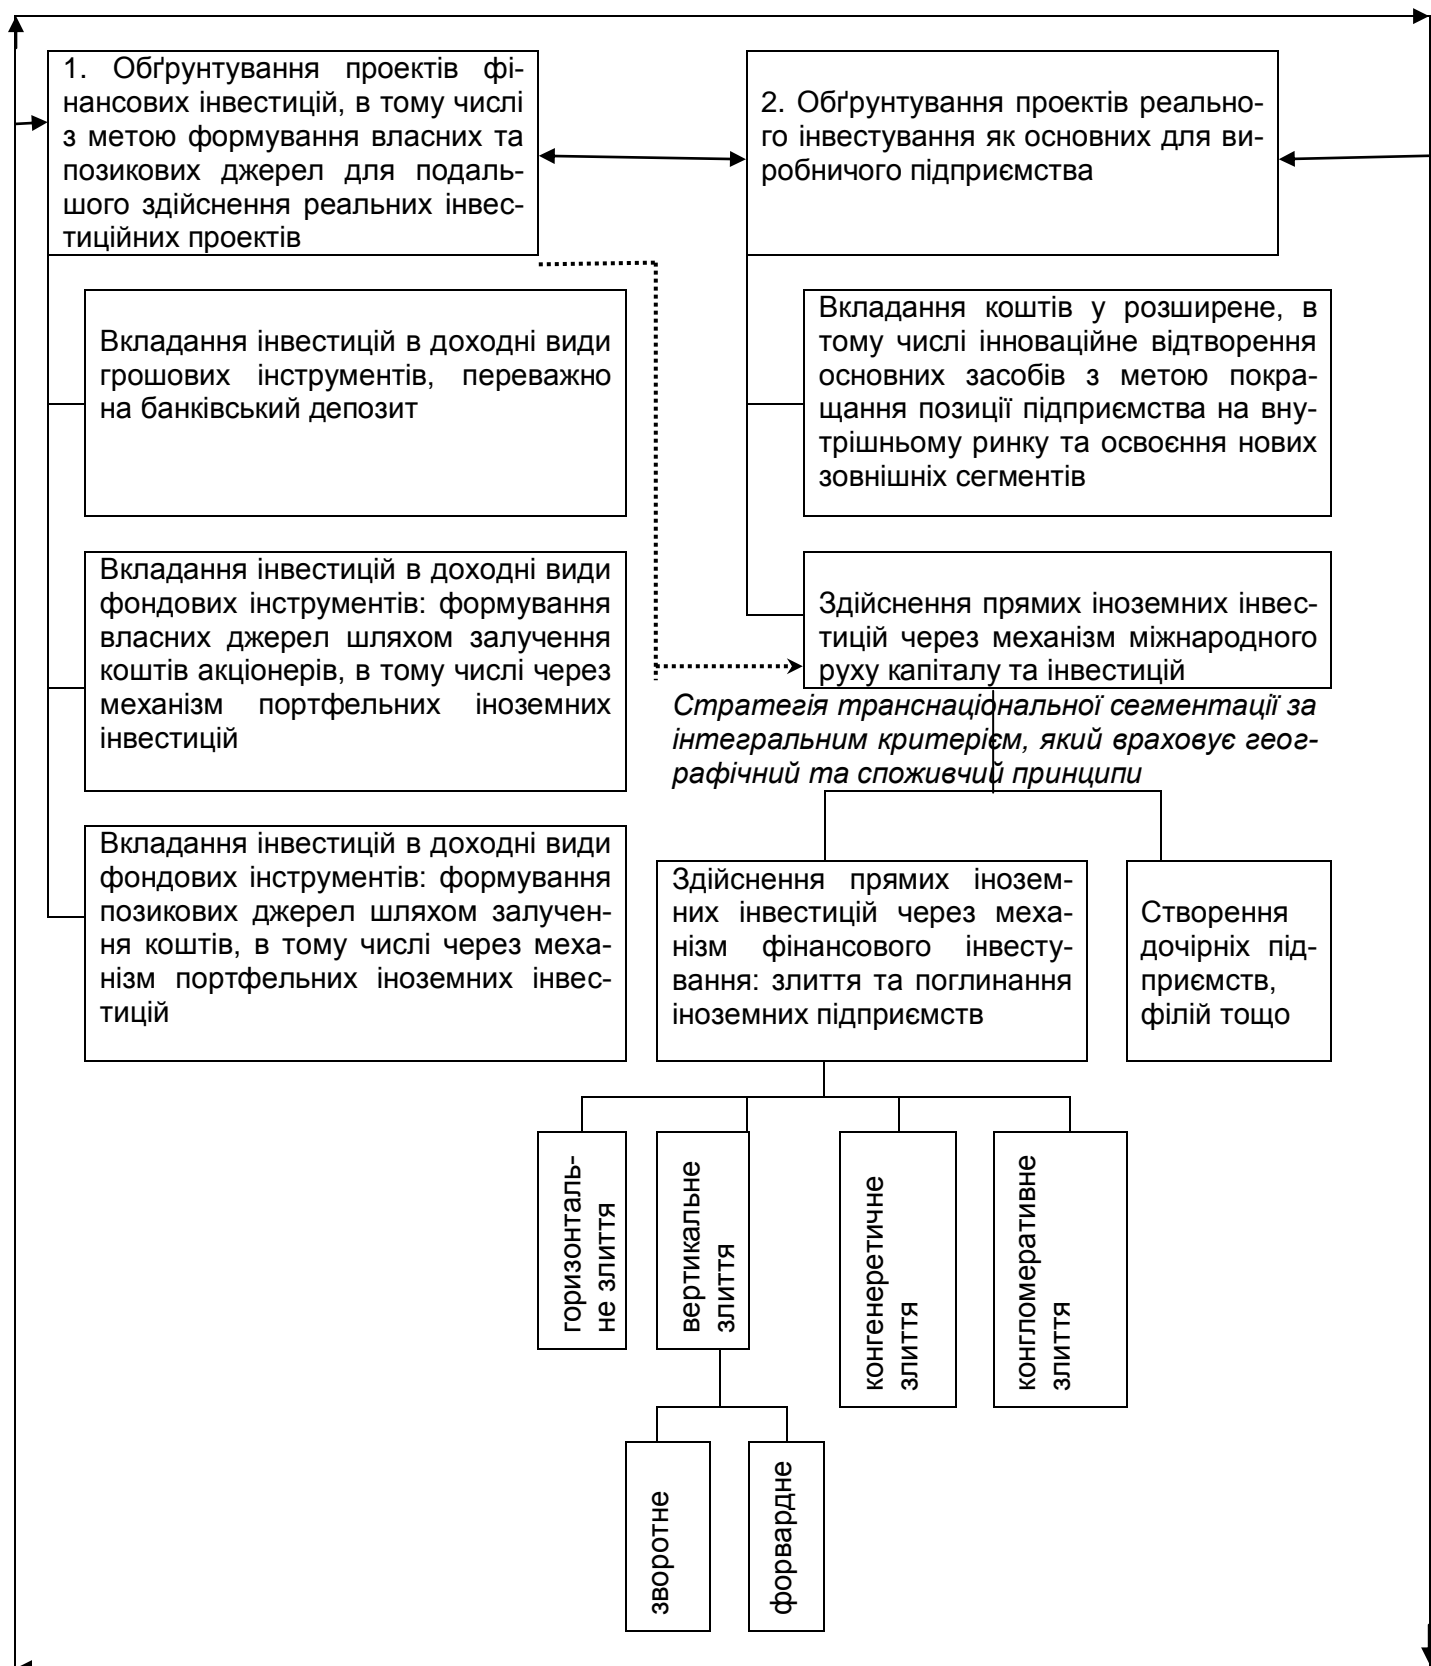 1. Обґрунтування проектів фі-
нансових інвестицій, в тому числі
з метою формування власних та
позикових джерел для подаль-
шого здійснення реальних інвес-
тиційних проектів
2. Обґрунтування проектів реально-
го інвестування як основних для ви-
робничого підприємства
Вкладання інвестицій в доходні види
грошових інструментів, переважно
на банківський депозит
Вкладання коштів у розширене, в
тому числі інноваційне відтворення
основних засобів з метою покра-
щання позиції підприємства на вну-
трішньому ринку та освоєння нових
зовнішніх сегментів
Вкладання інвестицій в доходні види
фондових інструментів: формування
власних джерел шляхом залучення
коштів акціонерів, в тому числі через
механізм портфельних іноземних
інвестицій
Здійснення прямих іноземних інвес-
тицій через механізм міжнародного
руху капіталу та інвестицій
Стратегія транснаціональної сегментації за
інтегральним критерієм, який враховує геог-
рафічний та споживчий принципи
Вкладання інвестицій в доходні види
фондових інструментів: формування
позикових джерел шляхом залучен-
ня коштів, в тому числі через меха-
нізм портфельних іноземних інвес-
тицій
Здійснення прямих інозем-
них інвестицій через меха-
нізм фінансового інвесту-
вання: злиття та поглинання
іноземних підприємств
Створення
дочірніх під-
приємств,
філій тощо
горизонталь-
не злиття
вертикальне
злиття
конгенеретичне
злиття
конгломеративне
злиття
зворотне
форвардне